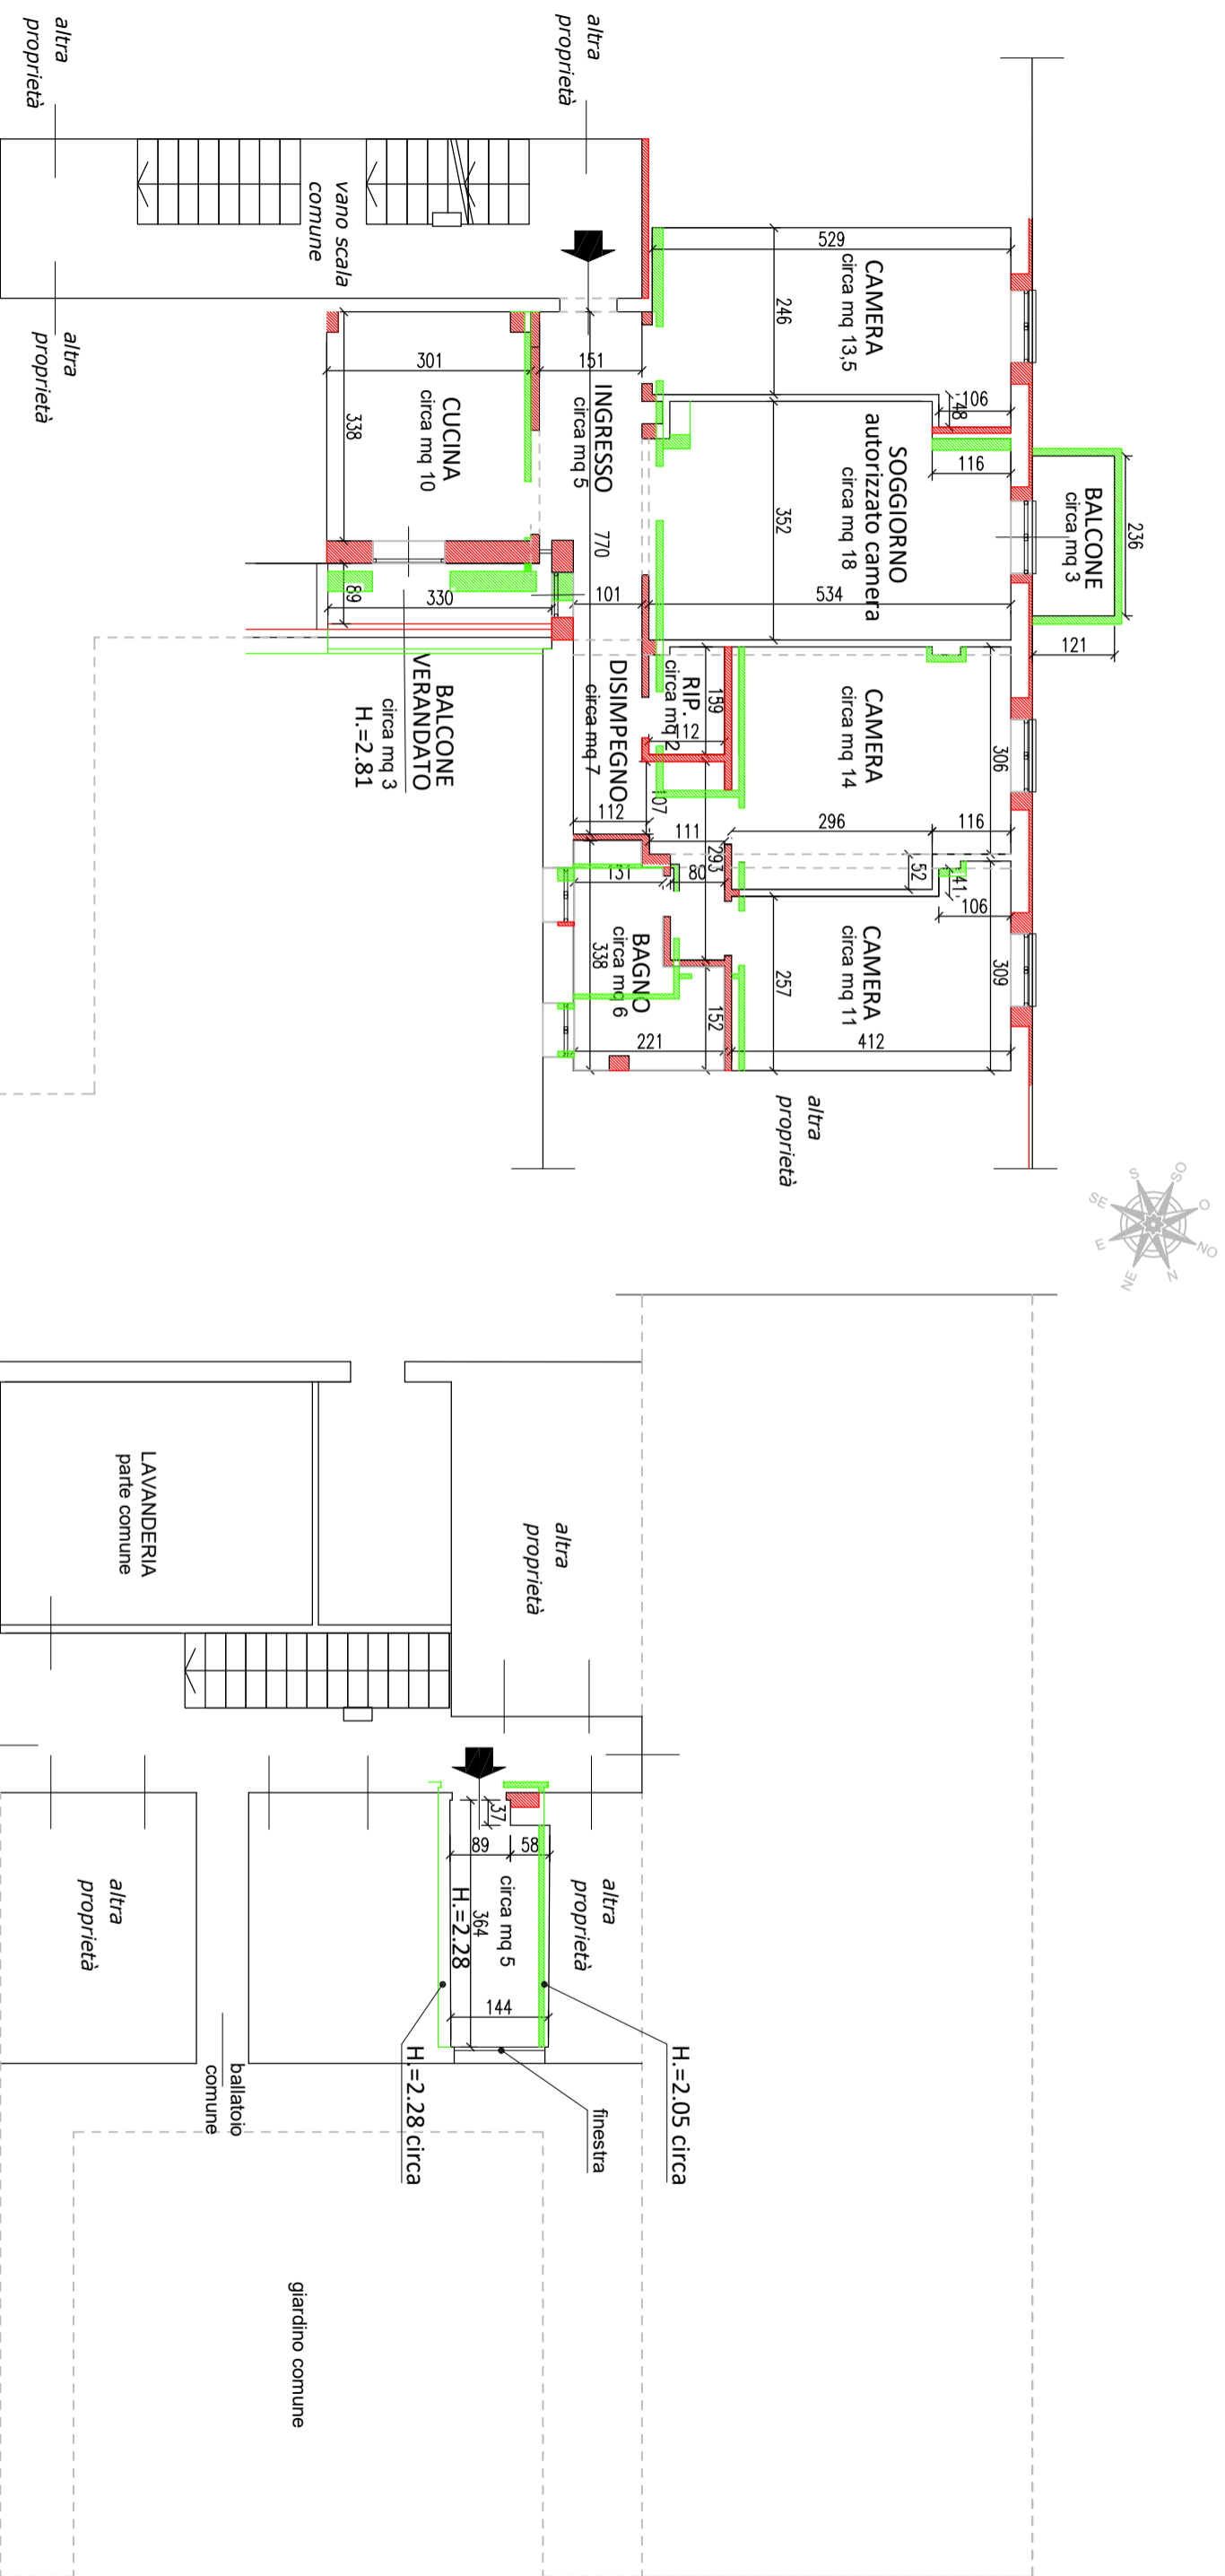 altra
proprietà
altra
proprietà
vano scala
comune
altra
proprietà
529
CAMERA
circa mq 13,5
246
106
48
SOGGIORNO
autorizzato camera
circa mq 18
116
352
534
BALCONE
circa mq 3
236
121
INGRESSO
circa mq 5
151
770
301
CUCINA
circa mq 10
338
89
330
101
BALCONE
VERANDATO
circa mq 3
H.=2.81
DISIMPEGNO
circa mq 7
RIP.
circa mq 2
159
112
107
112
111
293
CAMERA
circa mq 14
306
296
116
52
41
106
131
80
BAGNO
circa mq 6
338
152
221
CAMERA
circa mq 11
257
309
412
altra
proprietà
S
SO
O
NO
N
NE
E
SE
LAVANDERIA
parte comune
altra
proprietà
37
89
58
circa mq 5
364
H.=2.28
144
altra
proprietà
altra
proprietà
H.=2.05 circa
finestra
H.=2.28 circa
ballatoio
comune
giardino comune